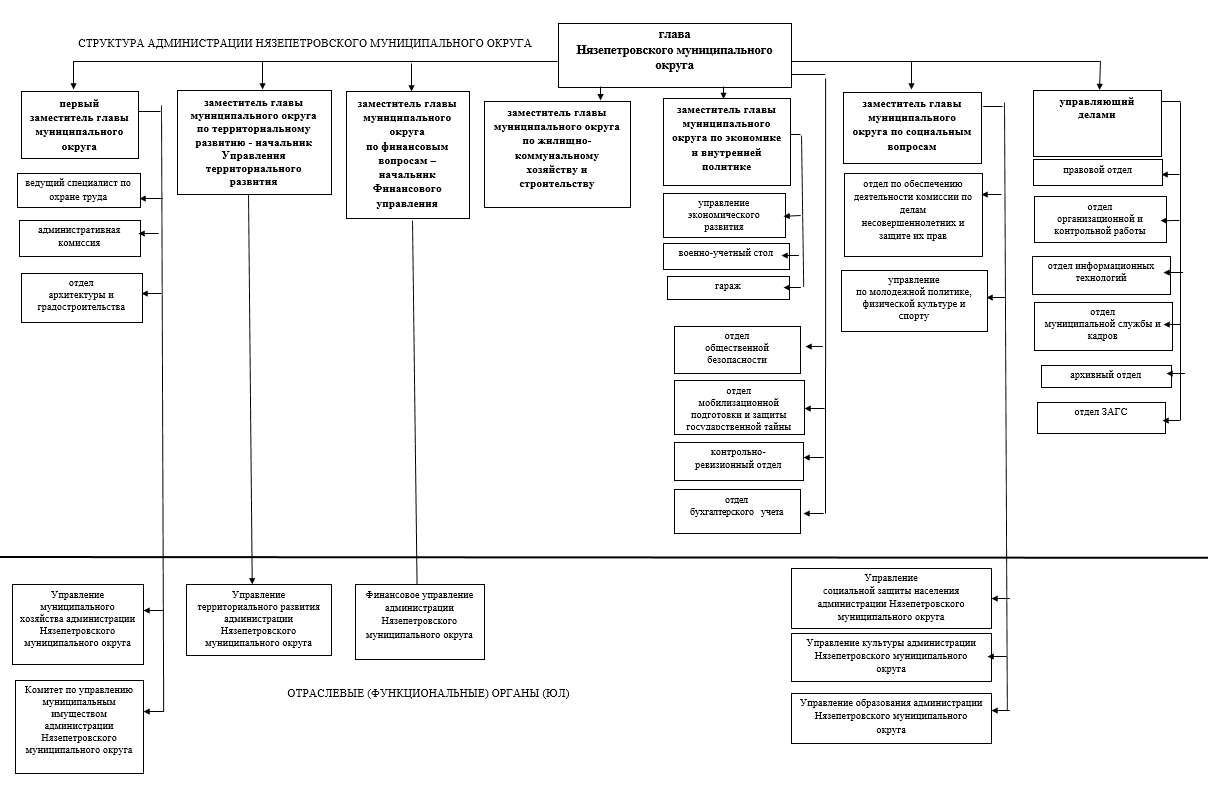 СТРУКТУРА АДМИНИСТРАЦИИ НЯЗЕПЕТРОВСКОГО МУНИЦИПАЛЬНОГО ОКРУГА
глава
Нязепетровского муниципального
округа
первый
заместитель главы
муниципального
округа
ведущий специалист по
охране труда
административная
комиссия
отдел
архитектуры и
градостроительства
заместитель главы
муниципального округа
по территориальному
развитию - начальник
Управления
территориального
развития
заместитель главы
муниципального
округа
по финансовым
вопросам –
начальник
Финансового
управления
заместитель главы
муниципального округа
по жилищно-
коммунальному
хозяйству и
строительству
заместитель главы
муниципального
округа по экономике
и внутренней
политике
управление
экономического
развития
военно-учетный стол
гараж
отдел
общественной
безопасности
отдел
мобилизационной
подготовки и защиты
государственной тайны
контрольно-
ревизионный отдел
отдел
бухгалтерского учета
заместитель главы
муниципального
округа по социальным
вопросам
отдел по обеспечению
деятельности комиссии по
делам
несовершеннолетних и
защите их прав
управление
по молодежной политике,
физической культуре и
спорту
управляющий
делами
правовой отдел
отдел
организационной и
контрольной работы
отдел информационных
технологий
отдел
муниципальной службы и
кадров
архивный отдел
отдел ЗАГС
Управление
муниципального
хозяйства администрации
Нязепетровского
муниципального округа
Комитет по управлению
муниципальным
имуществом
администрации
Нязепетровского
муниципального округа
Управление
территориального развития
администрации
Нязепетровского
муниципального округа
Финансовое управление
администрации
Нязепетровского
муниципального округа
ОТРАСЛЕВЫЕ (ФУНКЦИОНАЛЬНЫЕ) ОРГАНЫ (ЮЛ)
Управление
социальной защиты населения
администрации Нязепетровского
муниципального округа
Управление культуры администрации
Нязепетровского муниципального
округа
Управление образования администрации
Нязепетровского муниципального
округа